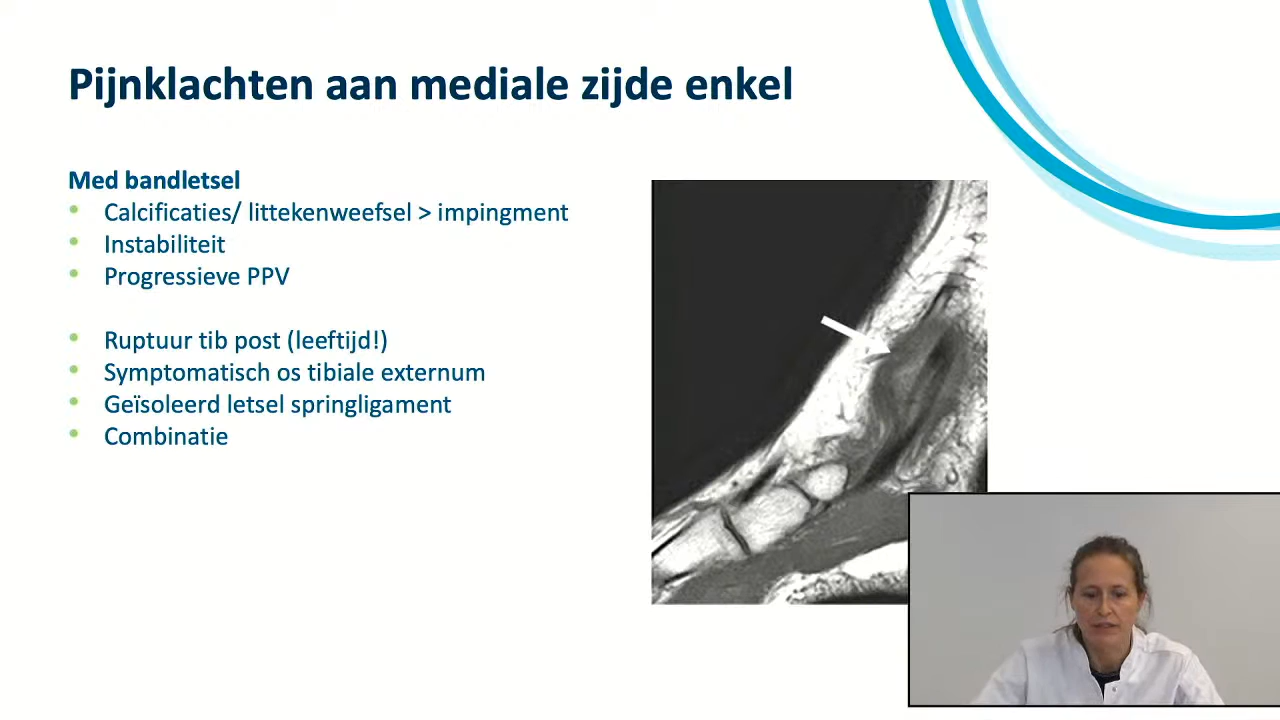 Pijnklachten aan mediale zijde enkel
Med bandletsel
Calcificaties/ littekenweefsel > impingment
Instabiliteit
Progressieve PPV
Ruptuur tib post (leeftijd!)
Symptomatisch os tibiale externum
Geïsoleerd letsel springligament
Combinatie